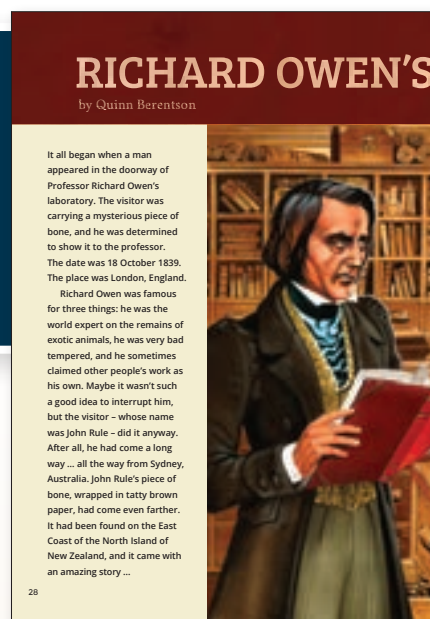 RICHARD OWEN'S
by Quinn Berentson
It all began when a man
appeared in the doorway of
Professor Richard Owen's
laboratory. The visitor was
carrying a mysterious piece of
bone, and he was determined
to show it to the professor.
The date was 18 October 1839.
The place was London, England.
Richard Owen was famous
for three things: he was the
world expert on the remains of
exotic animals, he was very bad
tempered, and he sometimes
claimed other people's work as
his own. Maybe it wasn't such
a good idea to interrupt him,
but the visitor – whose name
was John Rule – did it anyway.
After all, he had come a long
way ... all the way from Sydney,
Australia. John Rule's piece of
bone, wrapped in tatty brown
paper, had come even farther.
It had been found on the East
Coast of the North Island of
New Zealand, and it came with
an amazing story ...
28